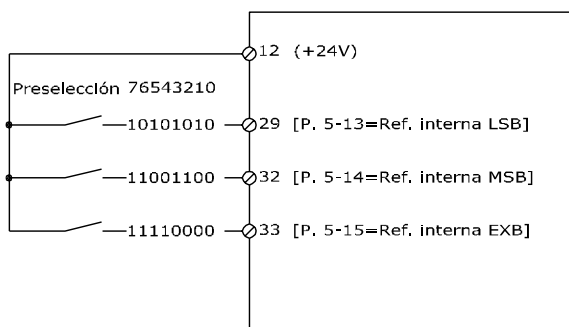 12 (+24V)
Preselección 76543210
10101010 29 [P. 5-13=Ref. interna LSB]
11001100 32 [P. 5-14=Ref. interna MSB]
11110000 33 [P. 5-15=Ref. interna EXB]